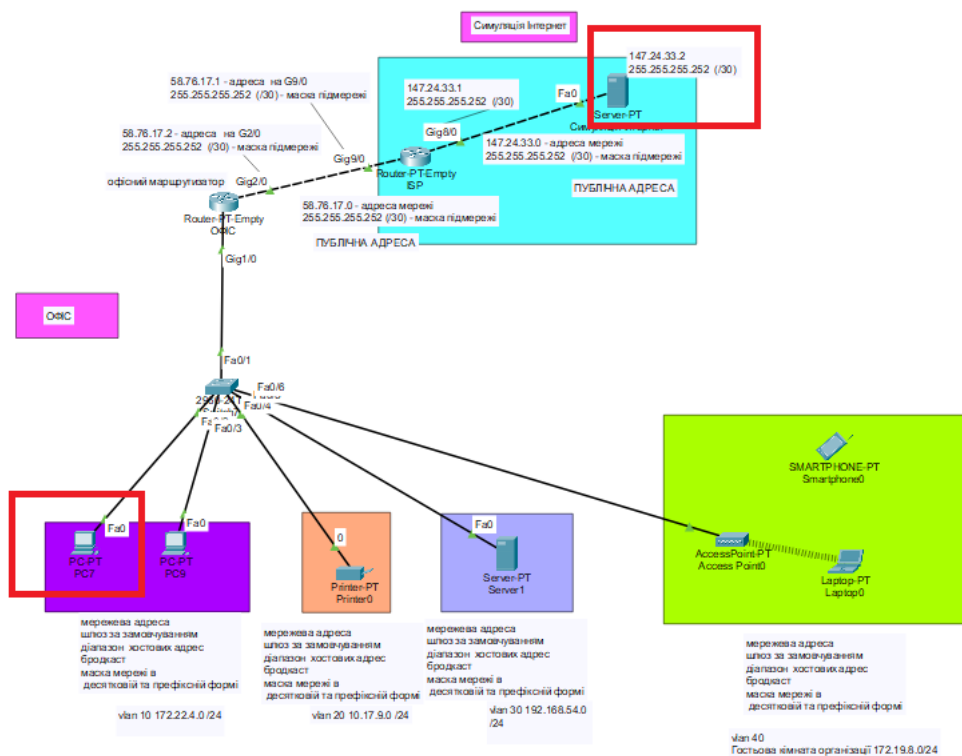 Симуляція Інтернет
147.24.33.2
255.255.255.252 (/30)
58.76.17.1 - адреса на G9/0
255.255.255.252 (/30) - маска підмережі
147.24.33.1
255.255.255.252 (/30)
Fa0
Server-PT
Симуляція Інтернет
58.76.17.2 - адреса на G2/0
255.255.255.252 (/30) - маска підмережі
Gig8/0
147.24.33.0 - адреса мережі
255.255.255.252 (/30) - маска підмережі
Gig9/0
Router-PT-Empty
ISP
офісний маршрутизатор
Gig2/0
ПУБЛІЧНА АДРЕСА
Router-PT-Empty
ОФІС
58.76.17.0 - адреса мережі
255.255.255.252 (/30) - маска підмережі
ПУБЛІЧНА АДРЕСА
Gig1/0
ОФІС
Fa0/1
Fa0/6
Fa0/4
Fa0/3
SMARTPHONE-PT
Smartphone0
Fa0
PC-PT
PC7
Fa0
PC-PT
PC9
0
Printer-PT
Printer0
Fa0
Server-PT
Server1
AccessPoint-PT
Access Point0
Laptop-PT
Laptop0
мережева адреса
шлюз за замовчуванням
діапазон хостових адрес
бродкаст
маска мережі в
десятковій та префіксній формі
vlan 10 172.22.4.0 /24
мережева адреса
шлюз за замовчуванням
діапазон хостових адрес
бродкаст
маска мережі в
десятковій та префіксній формі
vlan 20 10.17.9.0 /24
мережева адреса
шлюз за замовчуванням
діапазон хостових адрес
бродкаст
маска мережі в
десятковій та префіксній формі
vlan 30 192.168.54.0
/24
мережева адреса
шлюз за замовчуванням
діапазон хостових адрес
бродкаст
маска мережі в
десятковій та префіксній формі
vlan 40
Гостьова кімната організації 172.19.8.0/24